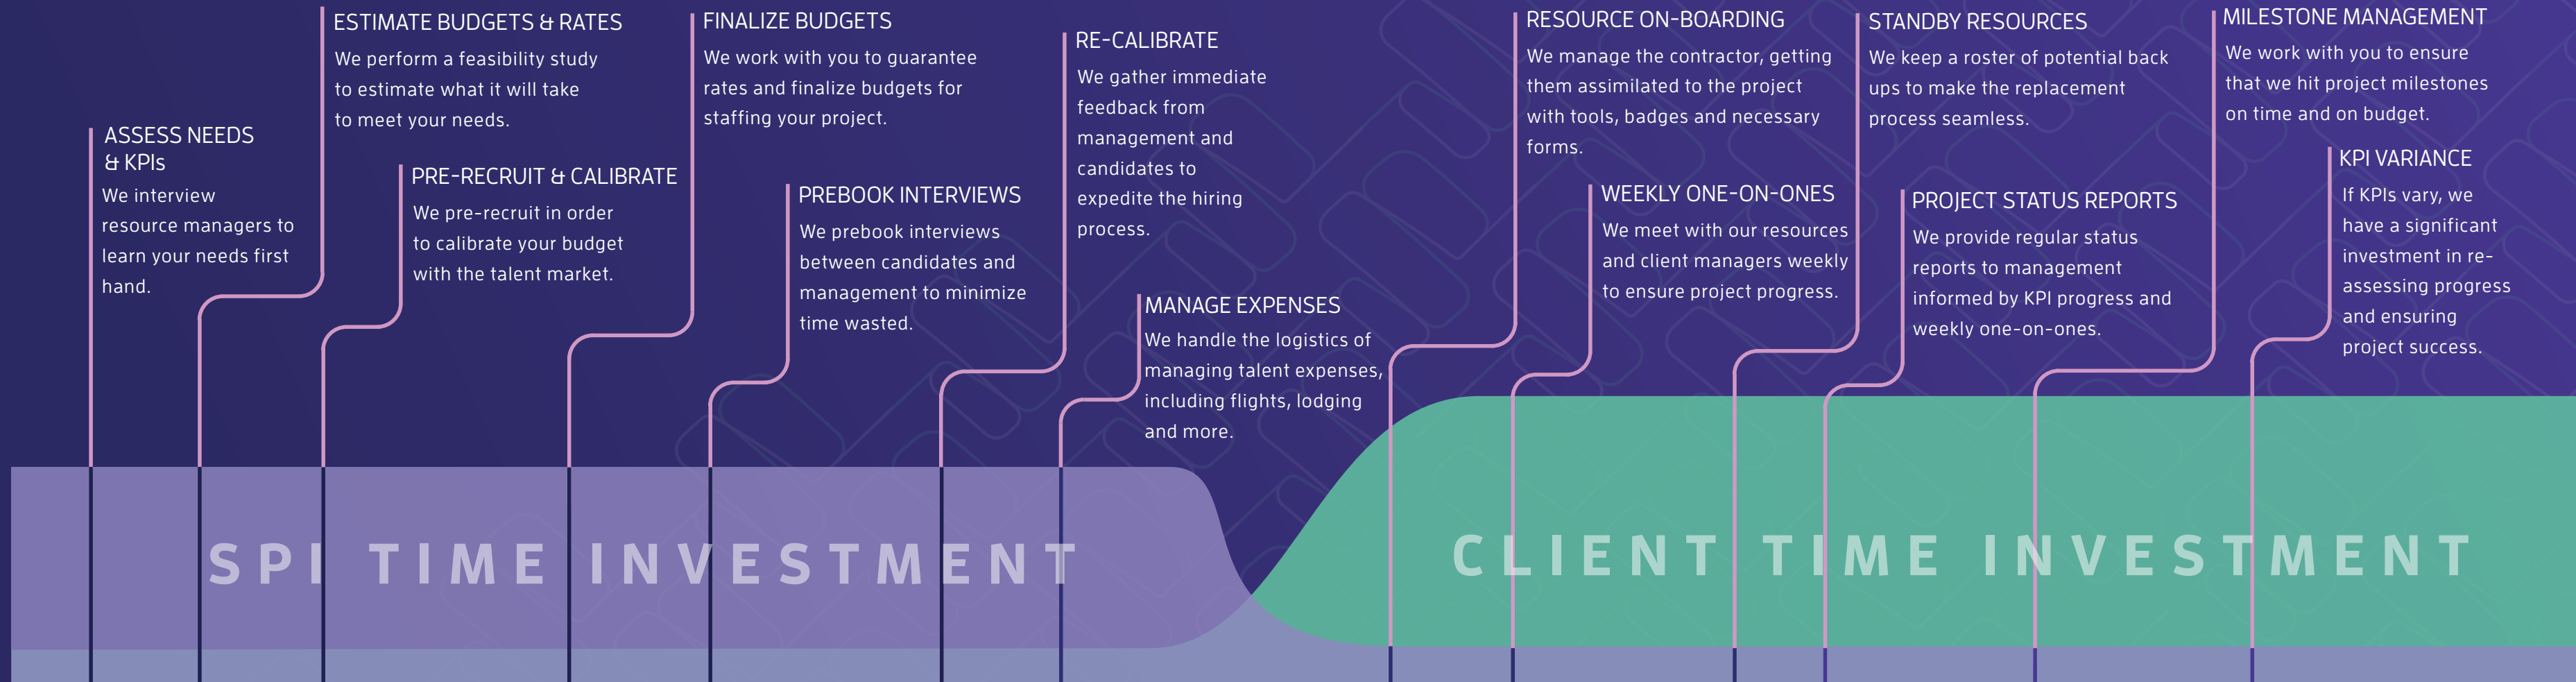 ASSESS NEEDS
& KPIs
We interview
resource managers to
learn your needs first
hand.
ESTIMATE BUDGETS & RATES
We perform a feasibility study
to estimate what it will take
to meet your needs.
PRE-RECRUIT & CALIBRATE
We pre-recruit in order
to calibrate your budget
with the talent market.
FINALIZE BUDGETS
We work with you to guarantee
rates and finalize budgets for
staffing your project.
PREBOOK INTERVIEWS
We prebook interviews
between candidates and
management to minimize
time wasted.
RE-CALIBRATE
We gather immediate
feedback from
management and
candidates to
expedite the hiring
process.
MANAGE EXPENSES
We handle the logistics of
managing talent expenses,
including flights, lodging
and more.
RESOURCE ON-BOARDING
We manage the contractor, getting
them assimilated to the project
with tools, badges and necessary
forms.
WEEKLY ONE-ON-ONES
We meet with our resources
and client managers weekly
to ensure project progress.
STANDBY RESOURCES
We keep a roster of potential back
ups to make the replacement
process seamless.
PROJECT STATUS REPORTS
We provide regular status
reports to management
informed by KPI progress and
weekly one-on-ones.
MILESTONE MANAGEMENT
We work with you to ensure
that we hit project milestones
on time and on budget.
KPI VARIANCE
If KPIs vary, we
have a significant
investment in re-
assessing progress
and ensuring
project success.
SPI TIME INVESTMENT
CLIENT TIME INVESTMENT